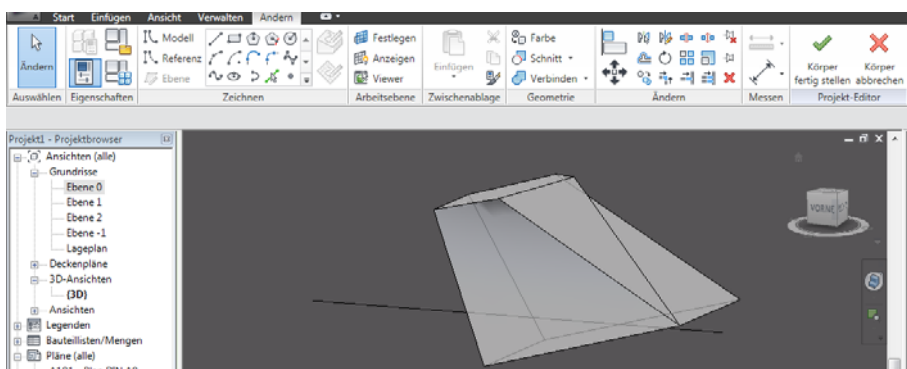 Start Einfügen Ansicht Verwalten Ändern
Modell
Referenz
Ebene
Festlegen
Anzeigen
Viewer
Einfügen
Farbe
Schnitt
Verbinden
Körper fertig stellen
Körper abbrechen
Ändern
Auswählen Eigenschaften Zeichnen Arbeitsebene Zwischenablage Geometrie Ändern Messen Projekt-Editor
Projekt1 - Projektbrowser
Ansichten (alle)
Grundrisse
Ebene 0
Ebene 1
Ebene 2
Ebene -1
Lageplan
Deckenpläne
3D-Ansichten
(3D)
Ansichten
Legenden
Bauteillisten/Mengen
Pläne (alle)
VORNE